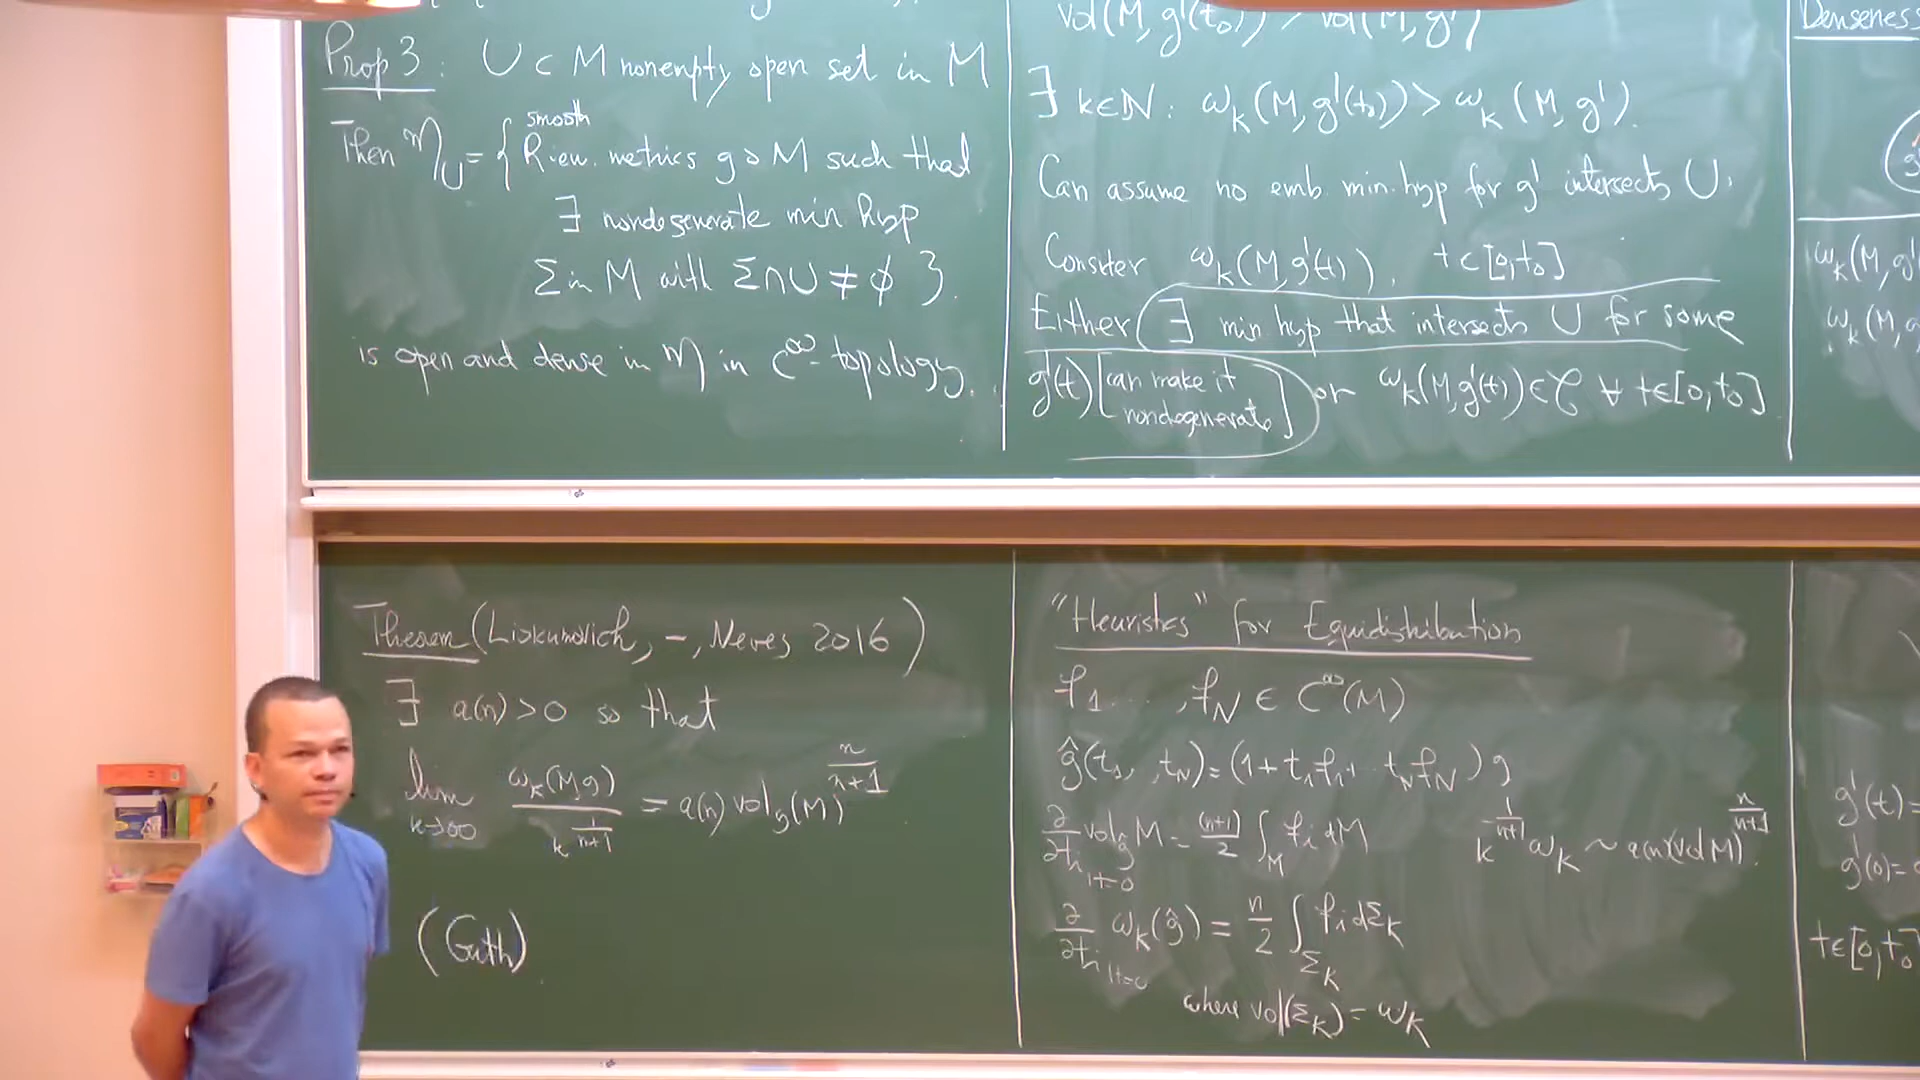 Prop 3: U ⊂ M nonempty open set in M
smooth
Then 𝓜_U = { Riem. metrics g on M such that
∃ nondegenerate min hyp
Σ in M with Σ∩U ≠ ∅ }.
is open and dense in 𝓜 in C^∞-topology.
vol(M, g'(t₀)) > vol(M, g')
∃ k∈ℕ: ω_k(M, g'(t₀)) > ω_k(M, g').
Can assume no emb. min. hyp for g' intersects U.
Consider ω_k(M, g'(t)), t∈[0,t₀]
Either ∃ min hyp that intersects U for some
g'(t) [can make it nondegenerate] or ω_k(M,g'(t)) ∈ 𝒞 ∀ t∈[0,t₀]
Denseness
ω_k(M, g'
ω_k(M, g
Theorem (Liokumovich, –, Neves 2016)
∃ a(n)>0 so that
lim_{k→∞} ω_k(M,g) / k^{1/(n+1)} = a(n) vol_g(M)^{n/(n+1)}
(Guth)
"Heuristics" for Equidistribution
f₁ ... , f_N ∈ C^∞(M)
ĝ(t₁, , t_N) = (1+t₁f₁+ ... t_N f_N) g
∂/∂t_i|_{t=0} vol_ĝ M = (n+1)/2 ∫_M f_i dM
k^{-1/(n+1)} ω_k ~ a(n)(vol M)^{n/(n+1)}.
∂/∂t_i|_{t=0} ω_k(ĝ) = n/2 ∫_{Σ_k} f_i dΣ_k
where vol(Σ_k) = ω_k
g'(t)=
g'(0)=
t∈[0,t₀